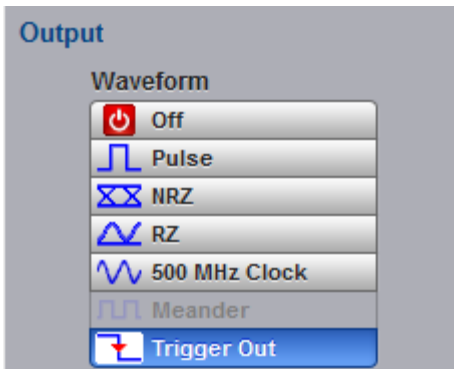 Output
Waveform
Off
Pulse
NRZ
RZ
500 MHz Clock
Meander
Trigger Out